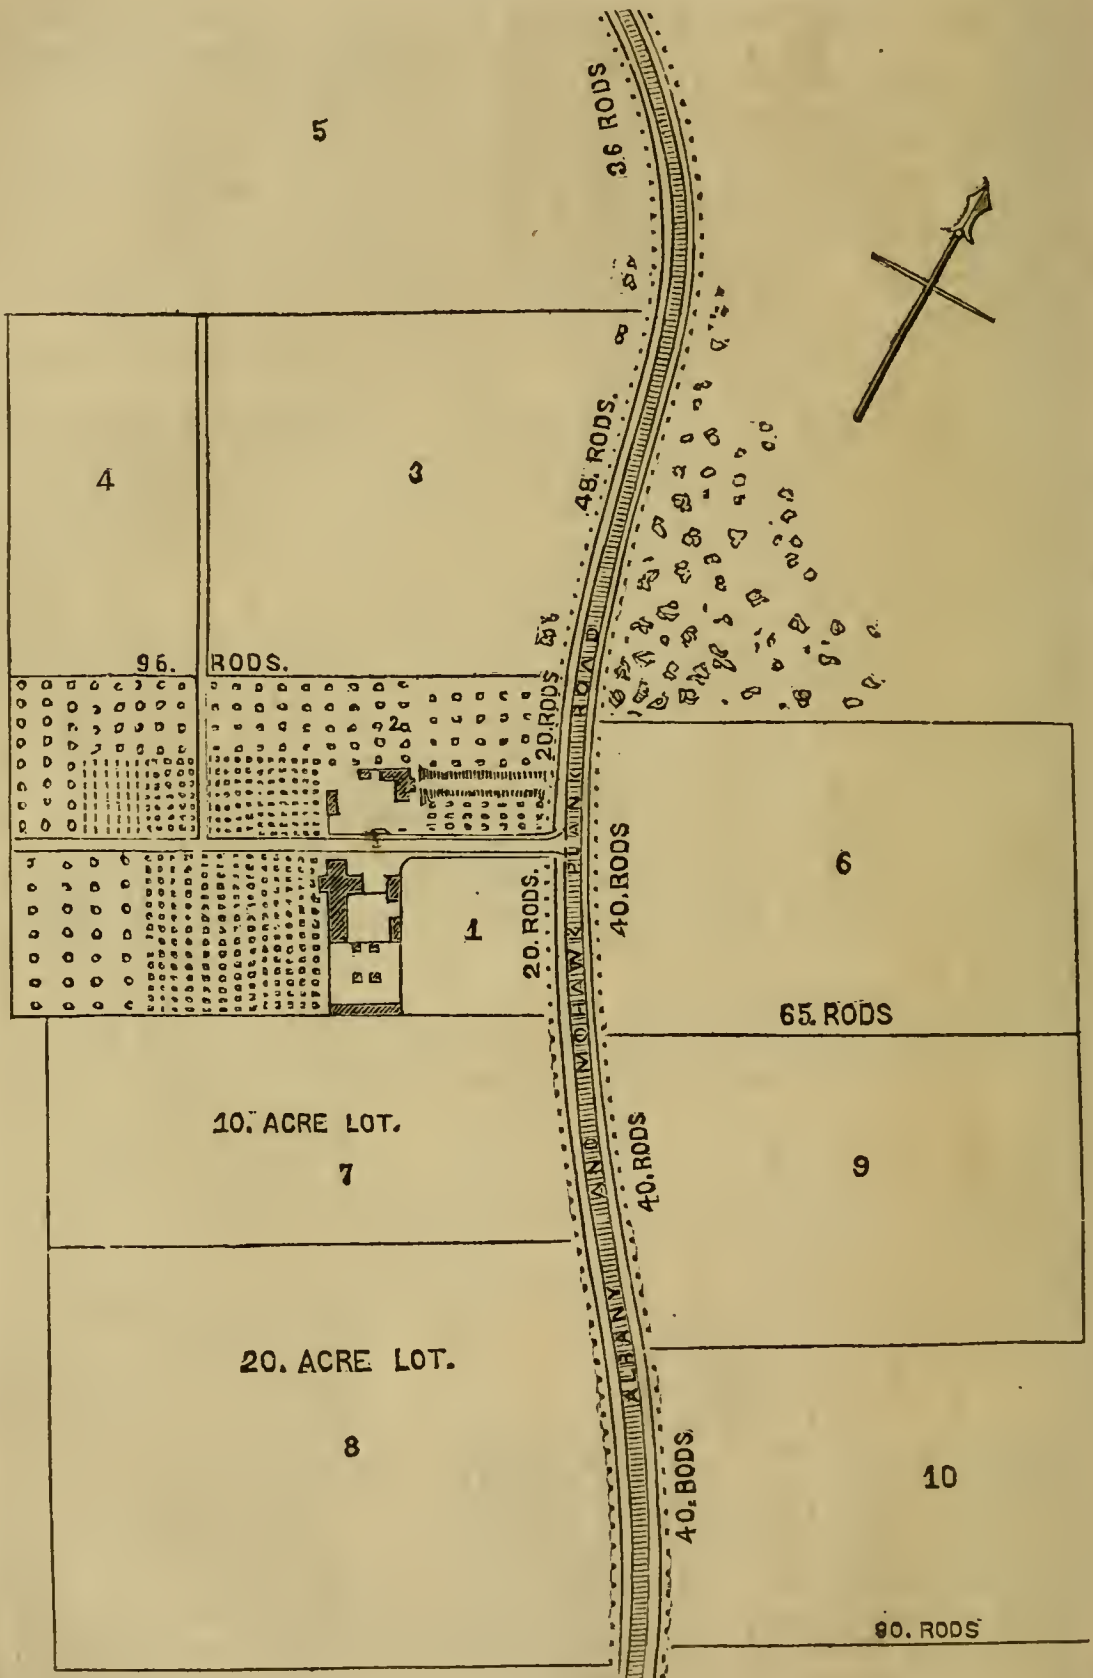 5
36 RODS
8
48. RODS.
4
3
96. RODS.
20. RODS
2
1
20. RODS.
40. RODS
6
65. RODS
ALBANY AND MOHAWK PLANK ROAD
10. ACRE LOT.
7
40. RODS
9
20. ACRE LOT.
8
40. RODS.
10
90. RODS